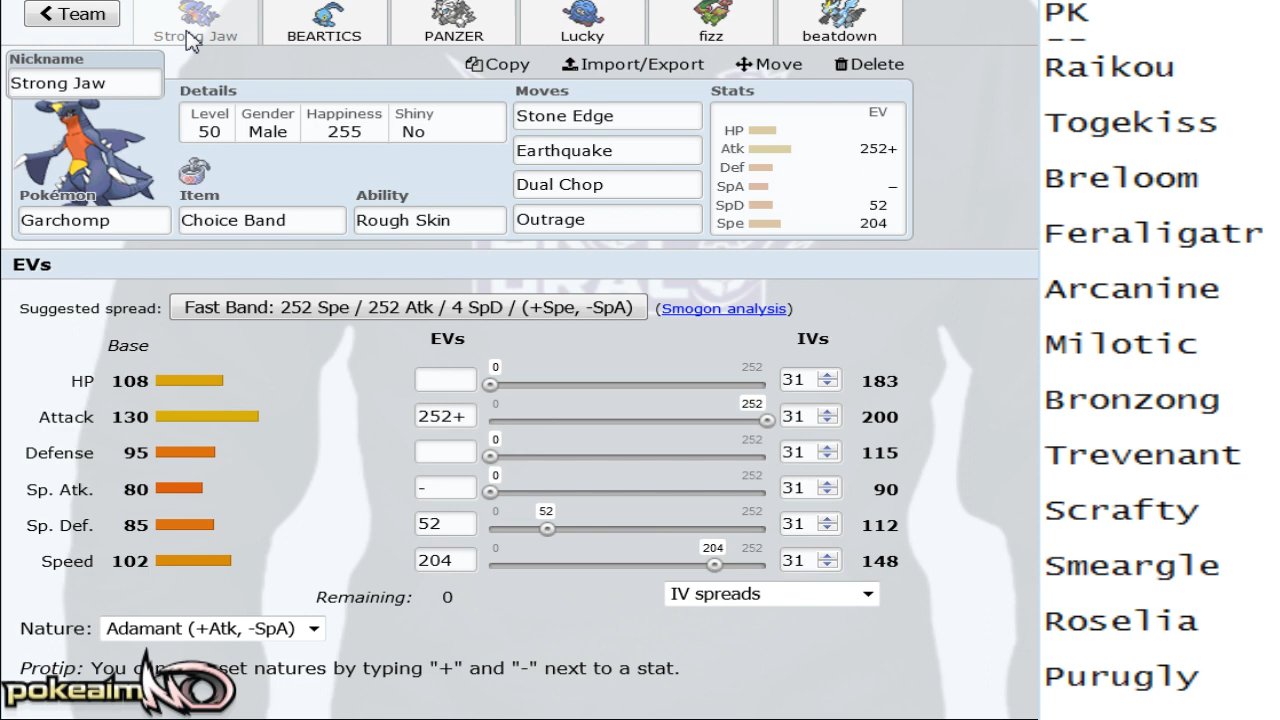 Team
Strong Jaw
BEARTICS
PANZER
Lucky
fizz
beatdown
Copy
Import/Export
Move
Delete
Nickname
Strong Jaw
Details
Level
50
Gender
Male
Happiness
255
Shiny
No
Pokémon
Garchomp
Item
Choice Band
Ability
Rough Skin
Moves
Stone Edge
Earthquake
Dual Chop
Outrage
Stats
EV
HP
Atk 252+
Def
SpA –
SpD 52
Spe 204
EVs
Suggested spread: Fast Band: 252 Spe / 252 Atk / 4 SpD / (+Spe, -SpA) (Smogon analysis)
Base EVs IVs
HP 108 0 252 31 183
Attack 130 252+ 0 252 31 200
Defense 95 0 252 31 115
Sp. Atk. 80 - 0 252 31 90
Sp. Def. 85 52 0 52 252 31 112
Speed 102 204 0 204 252 31 148
Remaining: 0 IV spreads
Nature: Adamant (+Atk, -SpA)
set natures by typing "+" and "-" next to a stat.
Protip: You
pokeaimMD
PK
--
Raikou
Togekiss
Breloom
Feraligatr
Arcanine
Milotic
Bronzong
Trevenant
Scrafty
Smeargle
Roselia
Purugly